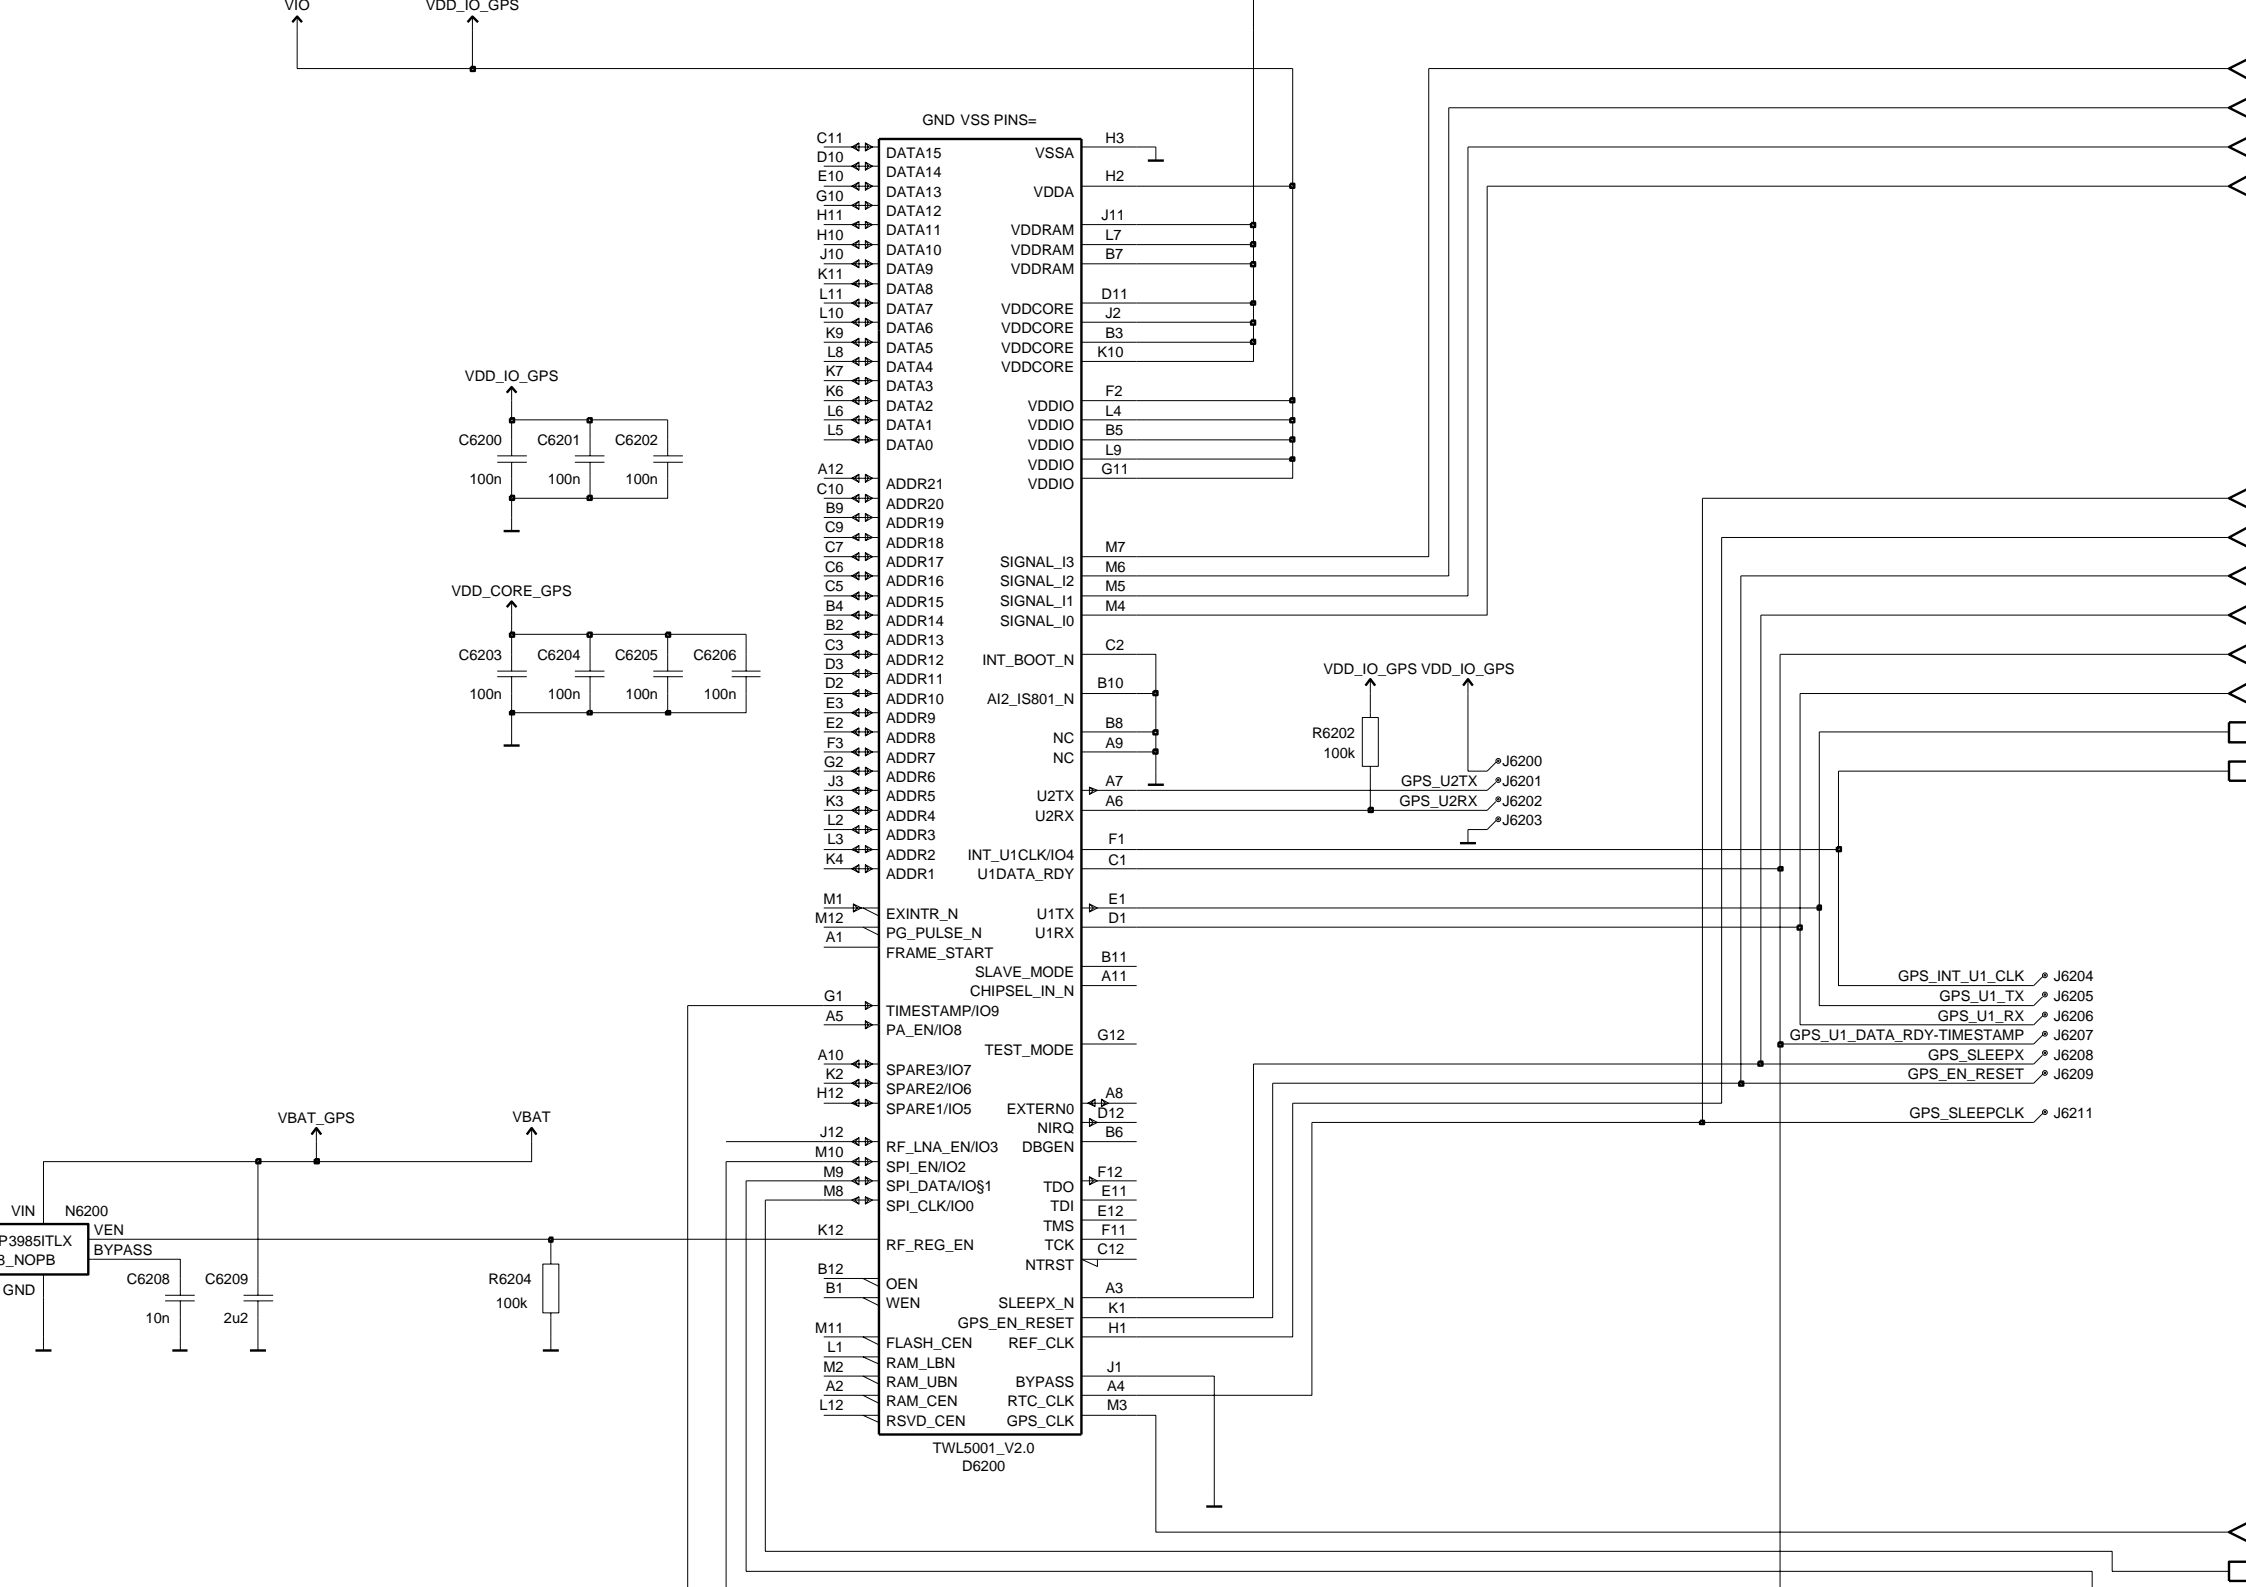 VIO
VDD_IO_GPS
GND VSS PINS=
C11 DATA15
D10 DATA14
E10 DATA13
G10 DATA12
H11 DATA11
H10 DATA10
J10 DATA9
K11 DATA8
L11 DATA7
L10 DATA6
K9 DATA5
L8 DATA4
K7 DATA3
K6 DATA2
L6 DATA1
L5 DATA0
A12 ADDR21
C10 ADDR20
B9 ADDR19
C9 ADDR18
C7 ADDR17
C6 ADDR16
C5 ADDR15
B4 ADDR14
B2 ADDR13
C3 ADDR12
D3 ADDR11
D2 ADDR10
E3 ADDR9
E2 ADDR8
F3 ADDR7
G2 ADDR6
J3 ADDR5
K3 ADDR4
L2 ADDR3
L3 ADDR2
K4 ADDR1
M1 EXINTR_N
M12 PG_PULSE_N
A1 FRAME_START
G1 TIMESTAMP/IO9
A5 PA_EN/IO8
A10 SPARE3/IO7
K2 SPARE2/IO6
H12 SPARE1/IO5
J12 RF_LNA_EN/IO3
M10 SPI_EN/IO2
M9 SPI_DATA/IO§1
M8 SPI_CLK/IO0
K12 RF_REG_EN
B12 OEN
B1 WEN
M11 FLASH_CEN
L1 RAM_LBN
M2 RAM_UBN
A2 RAM_CEN
L12 RSVD_CEN
VSSA H3
VDDA H2
VDDRAM J11
VDDRAM L7
VDDRAM B7
VDDCORE D11
VDDCORE J2
VDDCORE B3
VDDCORE K10
VDDIO F2
VDDIO L4
VDDIO B5
VDDIO L9
VDDIO G11
SIGNAL_I3 M7
SIGNAL_I2 M6
SIGNAL_I1 M5
SIGNAL_I0 M4
INT_BOOT_N C2
AI2_IS801_N B10
NC B8
NC A9
U2TX A7
U2RX A6
INT_U1CLK/IO4 F1
U1DATA_RDY C1
U1TX E1
U1RX D1
SLAVE_MODE B11
CHIPSEL_IN_N A11
TEST_MODE G12
EXTERN0 A8
NIRQ D12
DBGEN B6
TDO F12
TDI E11
TMS E12
TCK F11
NTRST C12
SLEEPX_N A3
GPS_EN_RESET K1
REF_CLK H1
BYPASS J1
RTC_CLK A4
GPS_CLK M3
TWL5001_V2.0
D6200
VDD_IO_GPS
C6200 C6201 C6202
100n 100n 100n
VDD_CORE_GPS
C6203 C6204 C6205 C6206
100n 100n 100n 100n
VDD_IO_GPS VDD_IO_GPS
R6202
100k
J6200
GPS_U2TX J6201
GPS_U2RX J6202
J6203
GPS_INT_U1_CLK J6204
GPS_U1_TX J6205
GPS_U1_RX J6206
GPS_U1_DATA_RDY-TIMESTAMP J6207
GPS_SLEEPX J6208
GPS_EN_RESET J6209
GPS_SLEEPCLK J6211
VBAT_GPS VBAT
VIN N6200
VEN
P3985ITLX BYPASS
_NOPB
GND
C6208 C6209 R6204
10n 2u2 100k